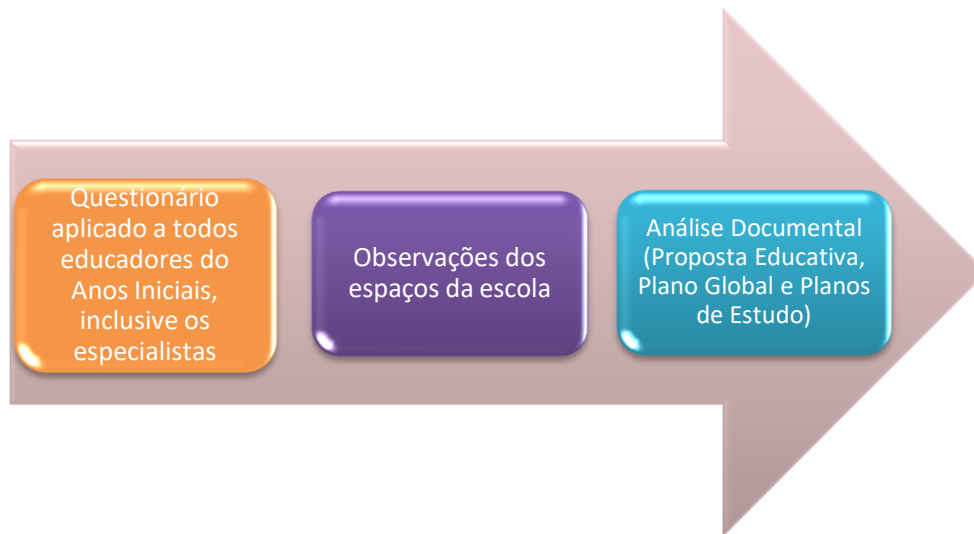 Questionário
aplicado a todos
educadores do
Anos Iniciais,
inclusive os
especialistas
Observações dos
espaços da escola
Análise Documental
(Proposta Educativa,
Plano Global e Planos
de Estudo)